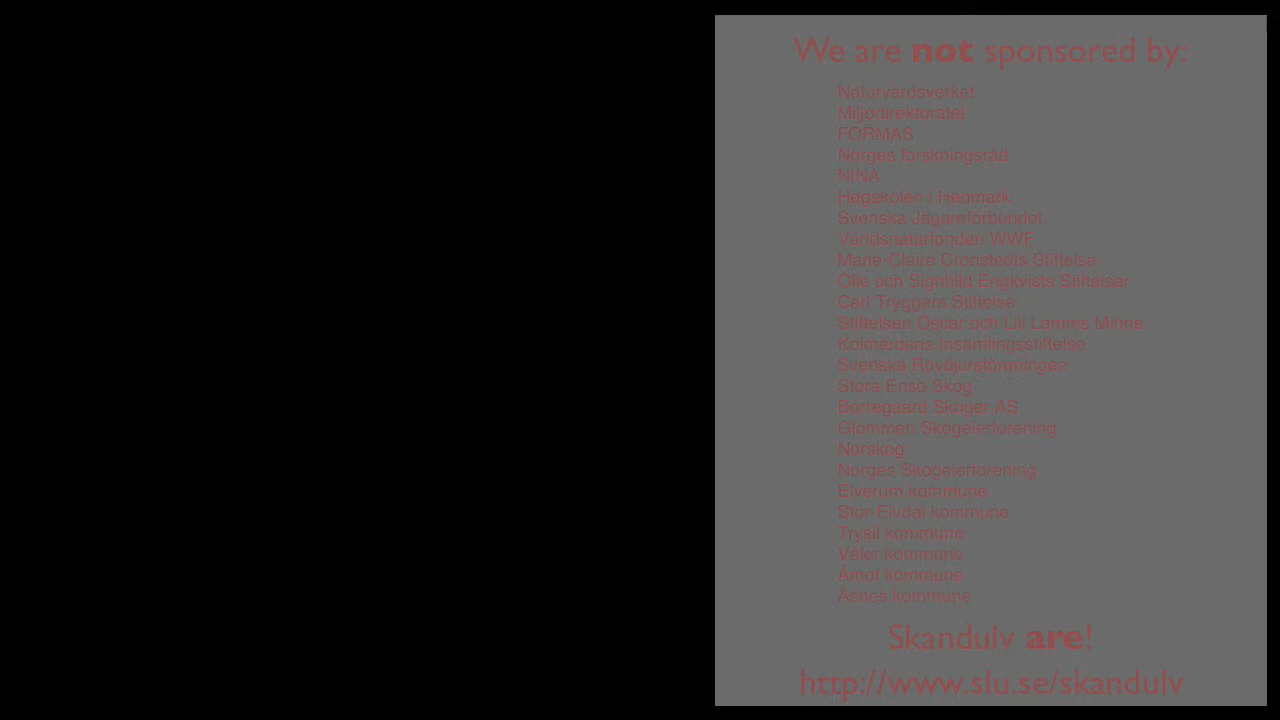 We are not sponsored by:
Naturvårdsverket
Miljødirektoratet
FORMAS
Norges forskningsråd
NINA
Høgskolen i Hedmark
Svenska Jägareförbundet
Världsnaturfonden WWF
Marie-Claire Cronstedts Stiftelse
Olle och Signhild Engkvists Stiftelser
Carl Tryggers Stiftelse
Stiftelsen Oscar och Lili Lamms Minne
Kolmårdens Insamlingsstiftelse
Svenska Rovdjursföreningen
Stora Enso Skog
Borregaard Skoger AS
Glommen Skogeierforening
Norskog
Norges Skogeierforening
Elverum kommune
Stor-Elvdal kommune
Trysil kommune
Våler kommune
Åmot kommune
Åsnes kommune
Skandulv are!
http://www.slu.se/skandulv